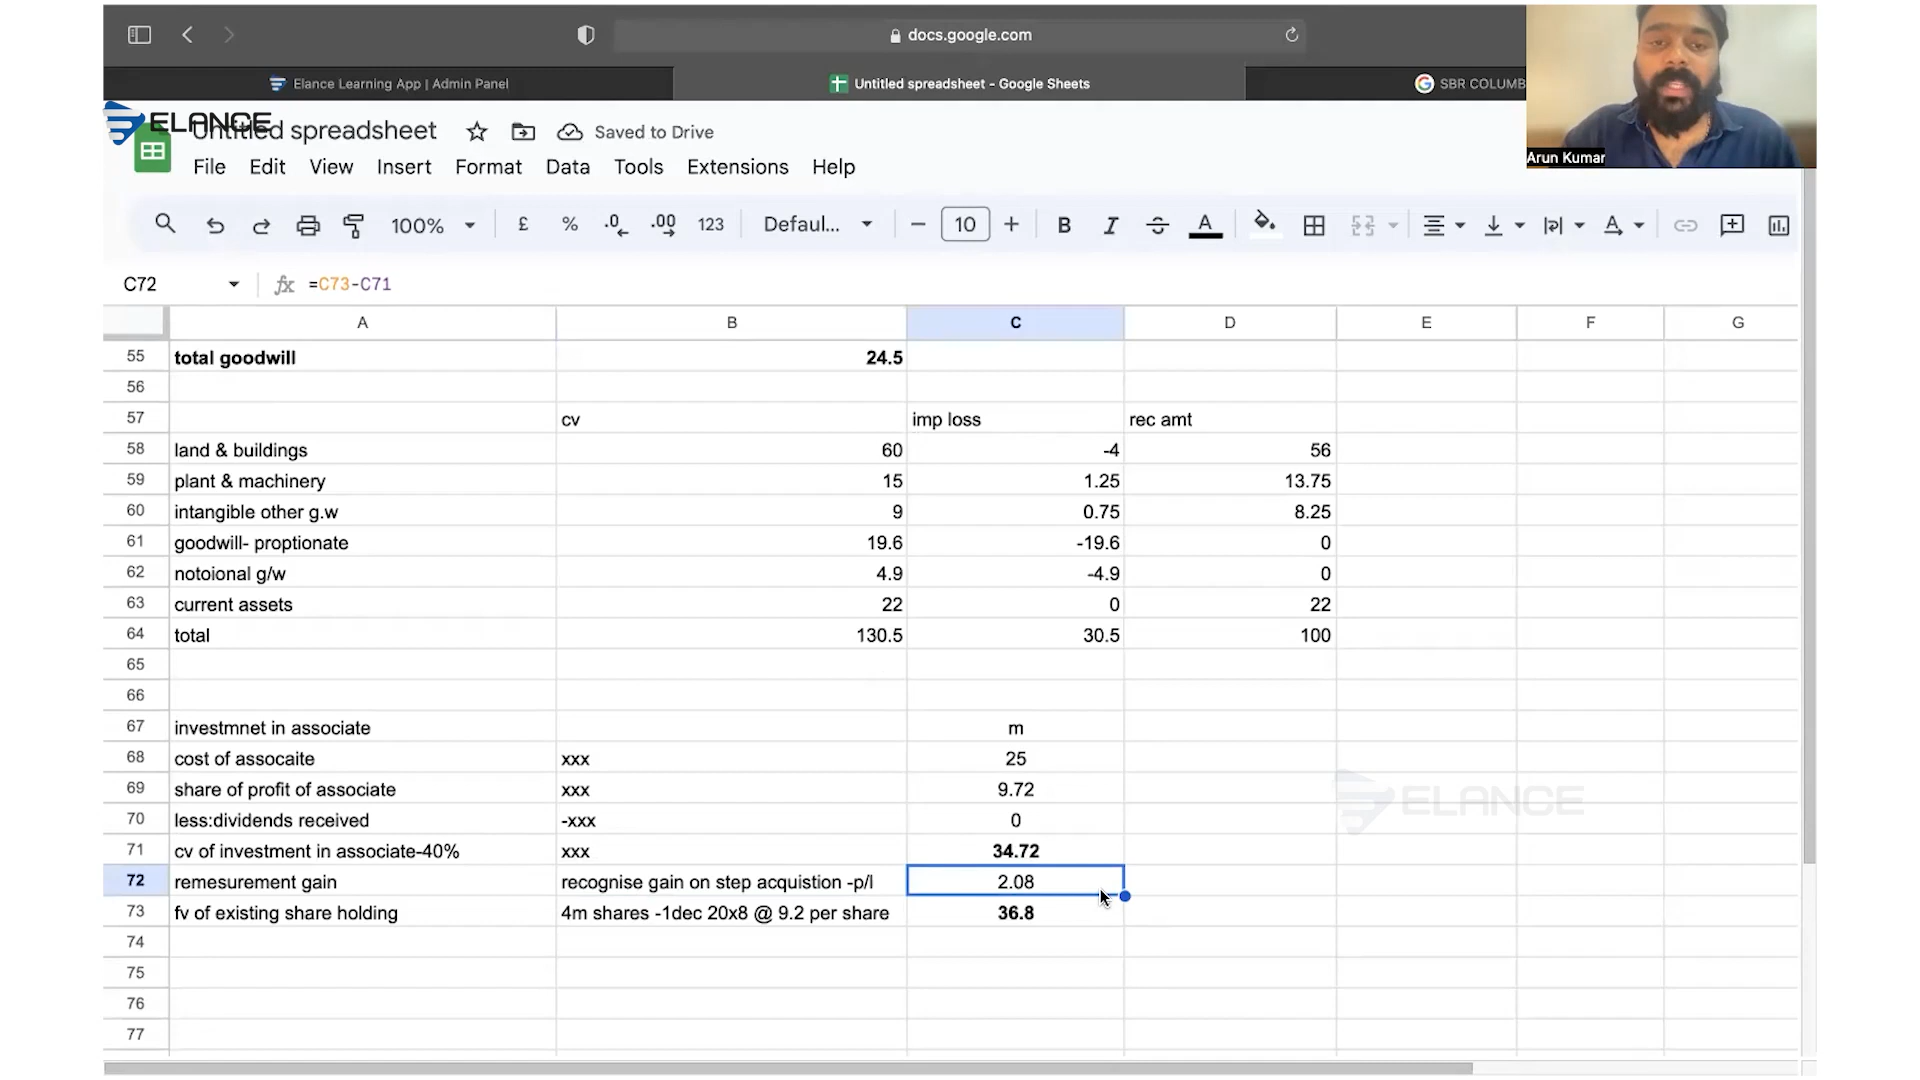 docs.google.com
Elance Learning App | Admin Panel
Untitled spreadsheet - Google Sheets
SBR COLUMB
Arun Kumar
ELANCE
Untitled spreadsheet
Saved to Drive
File Edit View Insert Format Data Tools Extensions Help
100% £ % .0 .00 123 Defaul... − 10 + B I S A
C72 fx =C73-C71
A B C D E F G
55 total goodwill 24.5
56
57 cv imp loss rec amt
58 land & buildings 60 -4 56
59 plant & machinery 15 1.25 13.75
60 intangible other g.w 9 0.75 8.25
61 goodwill- proptionate 19.6 -19.6 0
62 notoional g/w 4.9 -4.9 0
63 current assets 22 0 22
64 total 130.5 30.5 100
65
66
67 investmnet in associate m
68 cost of assocaite xxx 25
69 share of profit of associate xxx 9.72
70 less:dividends received -xxx 0
71 cv of investment in associate-40% xxx 34.72
72 remesurement gain recognise gain on step acquistion -p/l 2.08
73 fv of existing share holding 4m shares -1dec 20x8 @ 9.2 per share 36.8
74
75
76
77
ELANCE